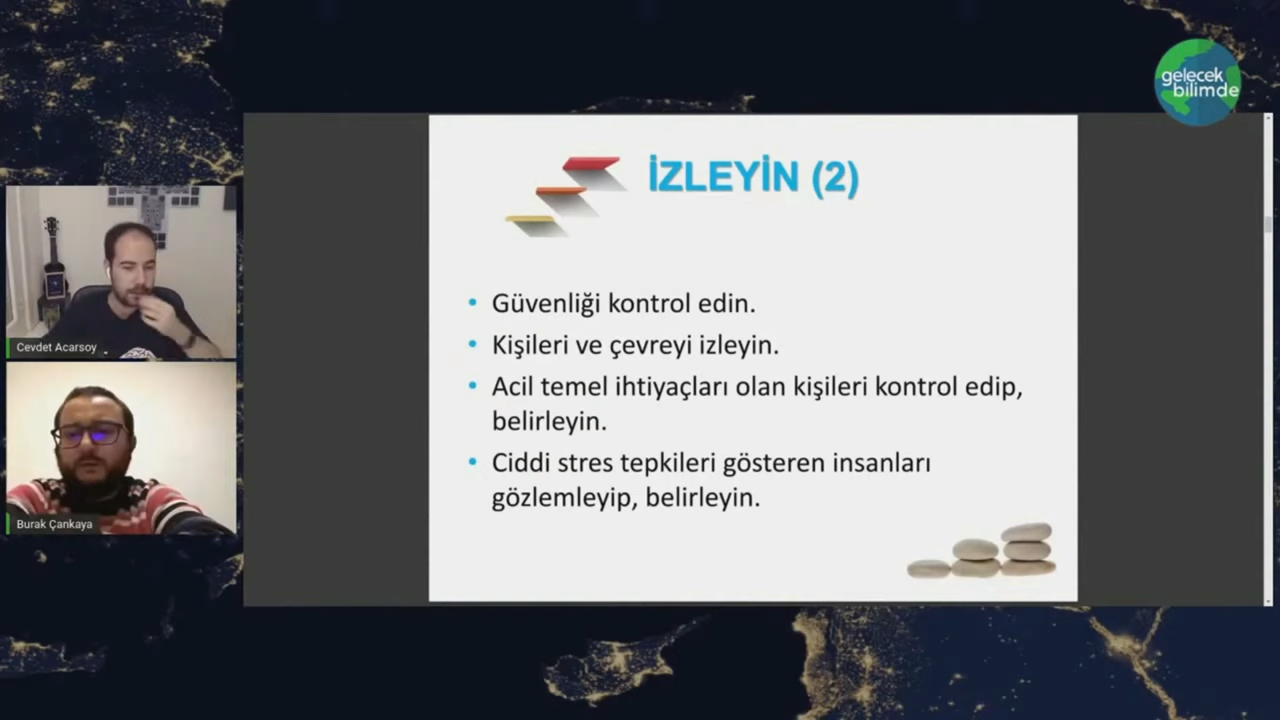 gelecek
bilimde
İZLEYİN (2)
Güvenliği kontrol edin.
Kişileri ve çevreyi izleyin.
Acil temel ihtiyaçları olan kişileri kontrol edip,
belirleyin.
Ciddi stres tepkileri gösteren insanları
gözlemleyip, belirleyin.
Cevdet Acarsoy
Burak Çankaya